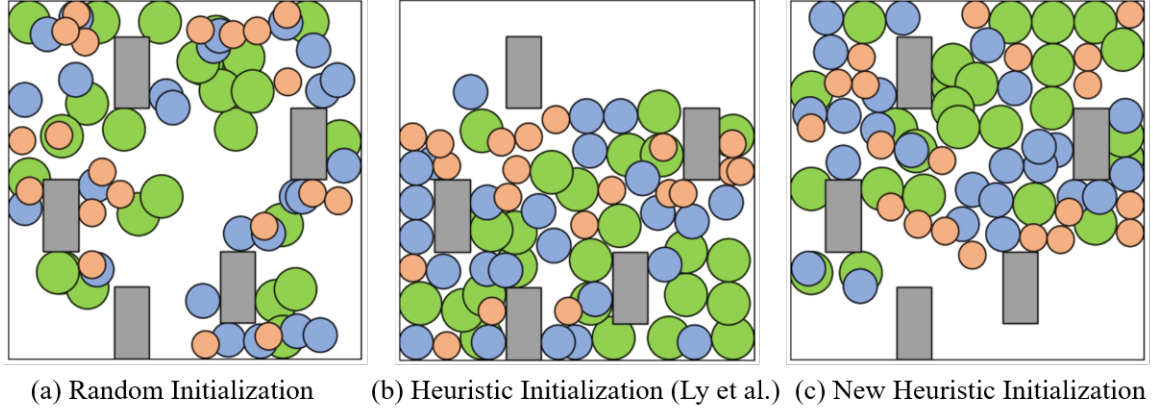 (a) Random Initialization
(b) Heuristic Initialization (Ly et al.)
(c) New Heuristic Initialization